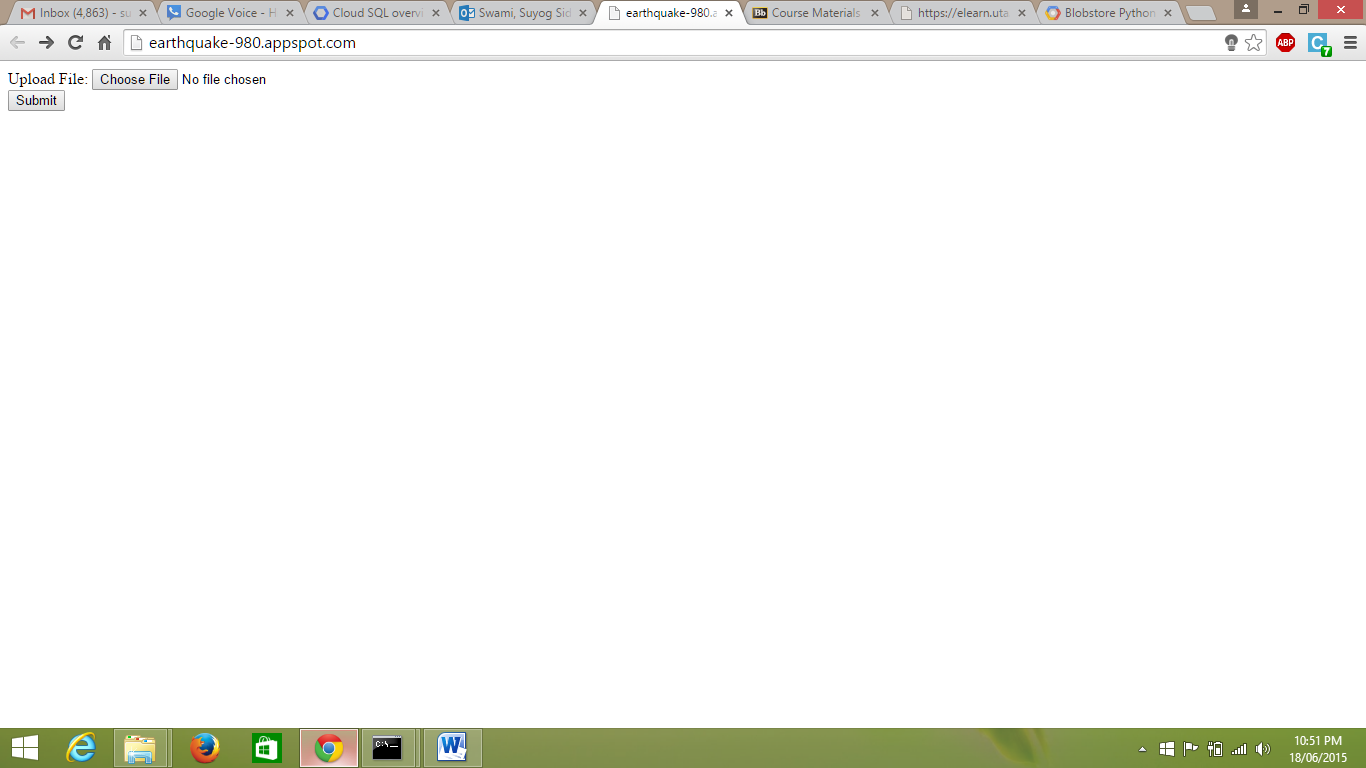 Inbox (4,863) - su
Google Voice - H
Cloud SQL overvi
Swami, Suyog Sid
earthquake-980.a
Bb Course Materials
https://elearn.uta
Blobstore Python
earthquake-980.appspot.com
ABP
C 7
Upload File: Choose File No file chosen
Submit
C:\
10:51 PM
18/06/2015